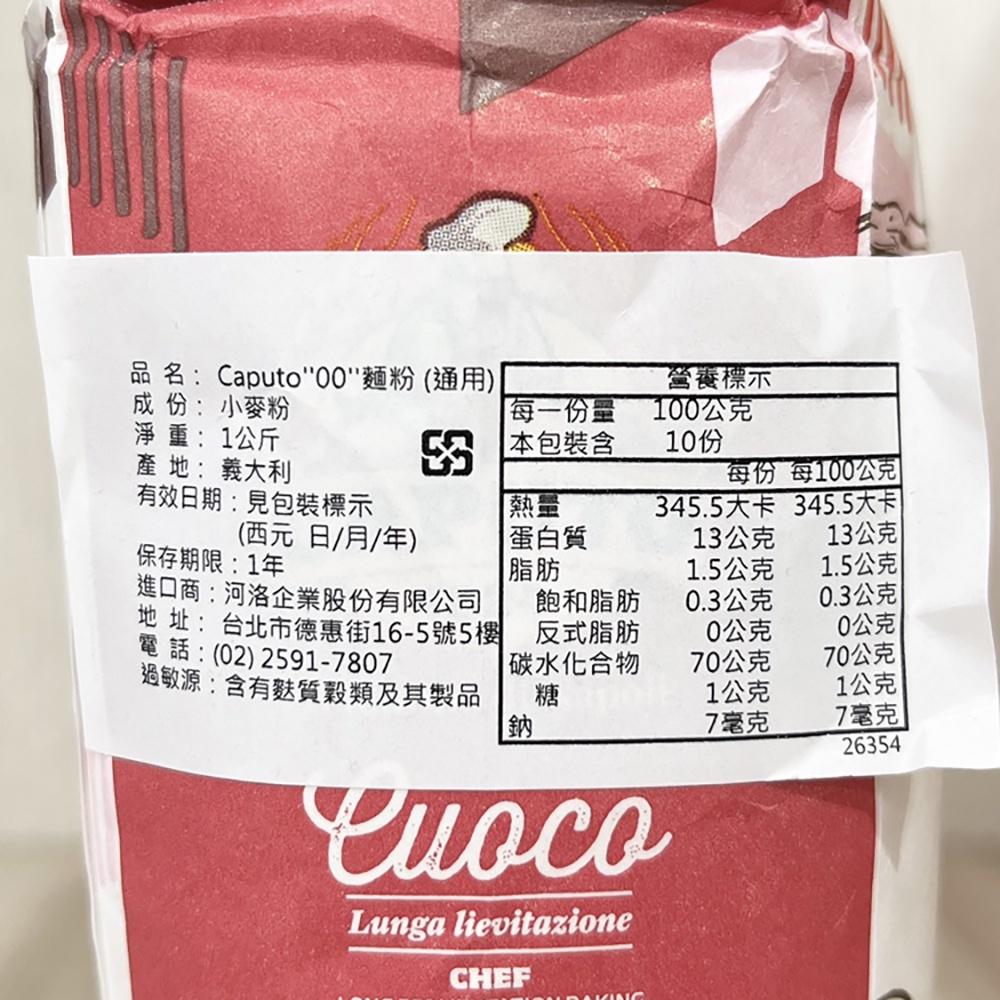 品 名： Caputo''00''麵粉 (通用)
成 份： 小麥粉
淨 重： 1公斤
產 地： 義大利
有效日期：見包裝標示
(西元 日/月/年)
保存期限：1年
進口商：河洛企業股份有限公司
地 址： 台北市德惠街16-5號5樓
電 話：(02) 2591-7807
過敏源：含有麩質穀類及其製品
營養標示
每一份量 100公克
本包裝含 10份
每份 每100公克
熱量 345.5大卡 345.5大卡
蛋白質 13公克 13公克
脂肪 1.5公克 1.5公克
飽和脂肪 0.3公克 0.3公克
反式脂肪 0公克 0公克
碳水化合物 70公克 70公克
糖 1公克 1公克
鈉 7毫克 7毫克
26354
Cuoco
Lunga lievitazione
CHEF